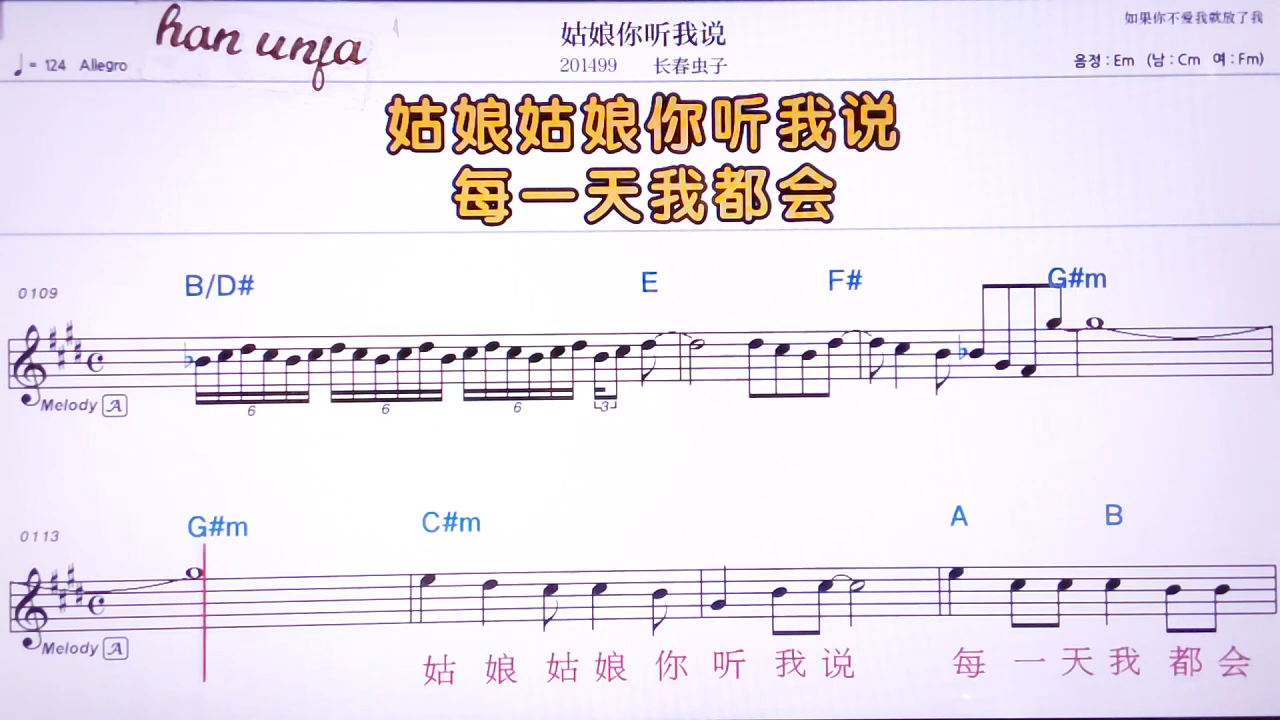 han unfa
姑娘你听我说
如果你不爱我就放了我
♩= 124 Allegro
201499 长春虫子
음정 : Em (남 : Cm 여 : Fm)
姑娘姑娘你听我说
每一天我都会
0109
B/D# E F# G#m
Melody A
6 6 6 3
0113
G#m C#m A B
Melody A
姑 娘 姑 娘 你 听 我 说 每 一 天 我 都 会